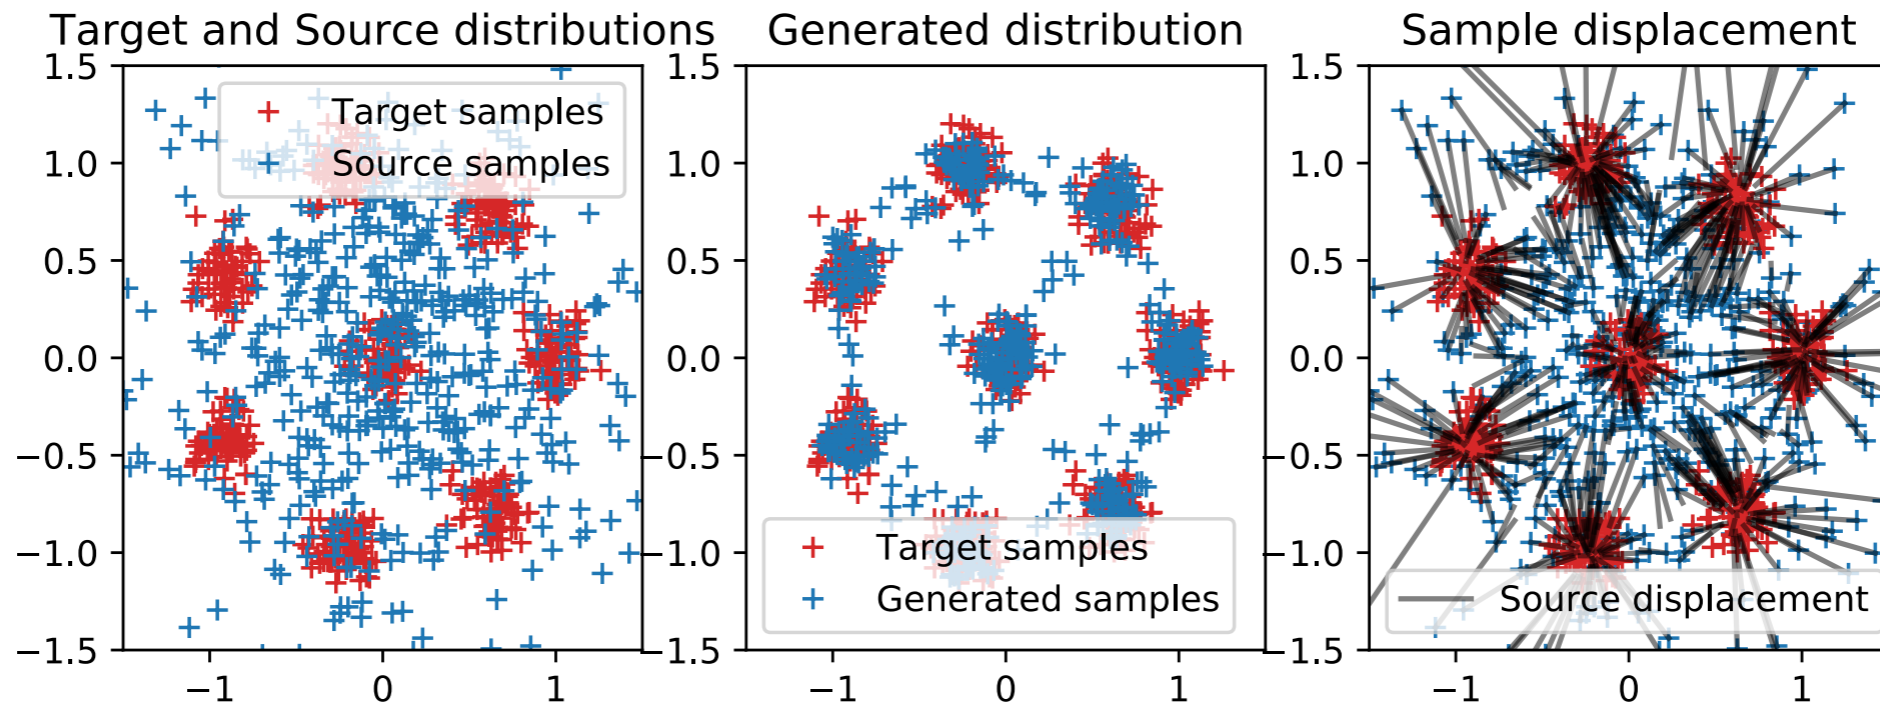 Target and Source distributions
1.5
1.0
0.5
0.0
−0.5
−1.0
−1.5
−1 0 1
Target samples
Source samples
Generated distribution
1.5
1.0
0.5
0.0
−0.5
−1.0
−1.5
−1 0 1
Target samples
Generated samples
Sample displacement
1.5
1.0
0.5
0.0
−0.5
−1.0
−1.5
−1 0 1
Source displacement